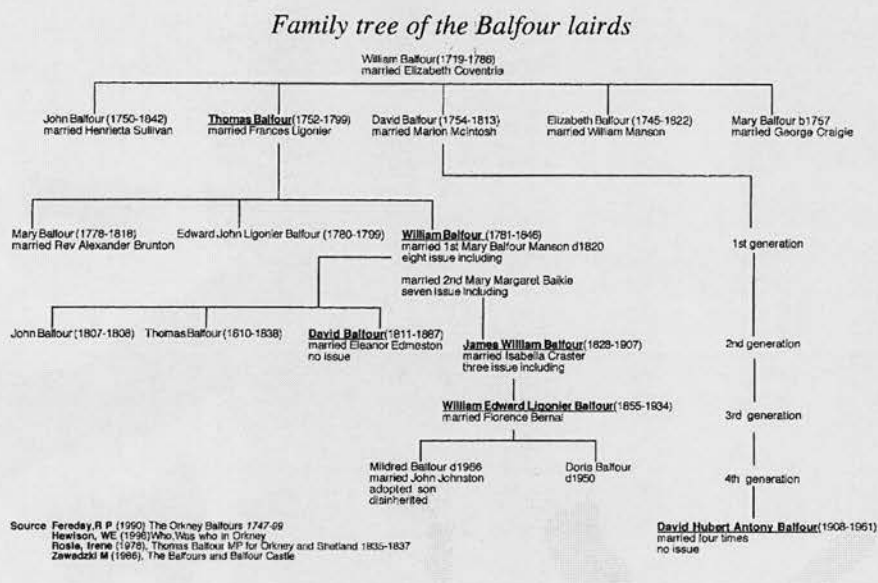 Family tree of the Balfour lairds
William Balfour(1719-1786)
married Elizabeth Coventrie
John Balfour (1750-1842)
married Henrietta Sullivan
Thomas Balfour(1752-1799)
married Frances Ligonier
David Balfour (1754-1813)
married Marion McIntosh
Elizabeth Balfour (1745-1822)
married William Manson
Mary Balfour b1757
married George Craigie
Mary Balfour (1778-1818)
married Rev Alexander Brunton
Edward John Ligonier Balfour (1780-1799)
William Balfour (1781-1846)
married 1st Mary Balfour Manson d1820
eight issue including
married 2nd Mary Margaret Baikie
seven issue including
1st generation
John Balfour (1807-1808)
Thomas Balfour (1810-1838)
David Balfour(1811-1887)
married Eleanor Edmeston
no issue
James William Balfour(1828-1907)
married Isabella Craster
three issue including
2nd generation
William Edward Ligonier Balfour(1855-1934)
married Florence Bernal
3rd generation
Mildred Balfour d1966
married John Johnston
adopted son
disinherited
Doris Balfour
d1950
4th generation
David Hubert Antony Balfour(1908-1961)
married four times
no issue
Source Fereday,R P (1990) The Orkney Balfours 1747-99
Hewison, WE (1998)Who,Was who in Orkney
Rosie, Irene (1978), Thomas Balfour MP for Orkney and Shetland 1835-1837
Zawadzki M (1986), The Balfours and Balfour Castle